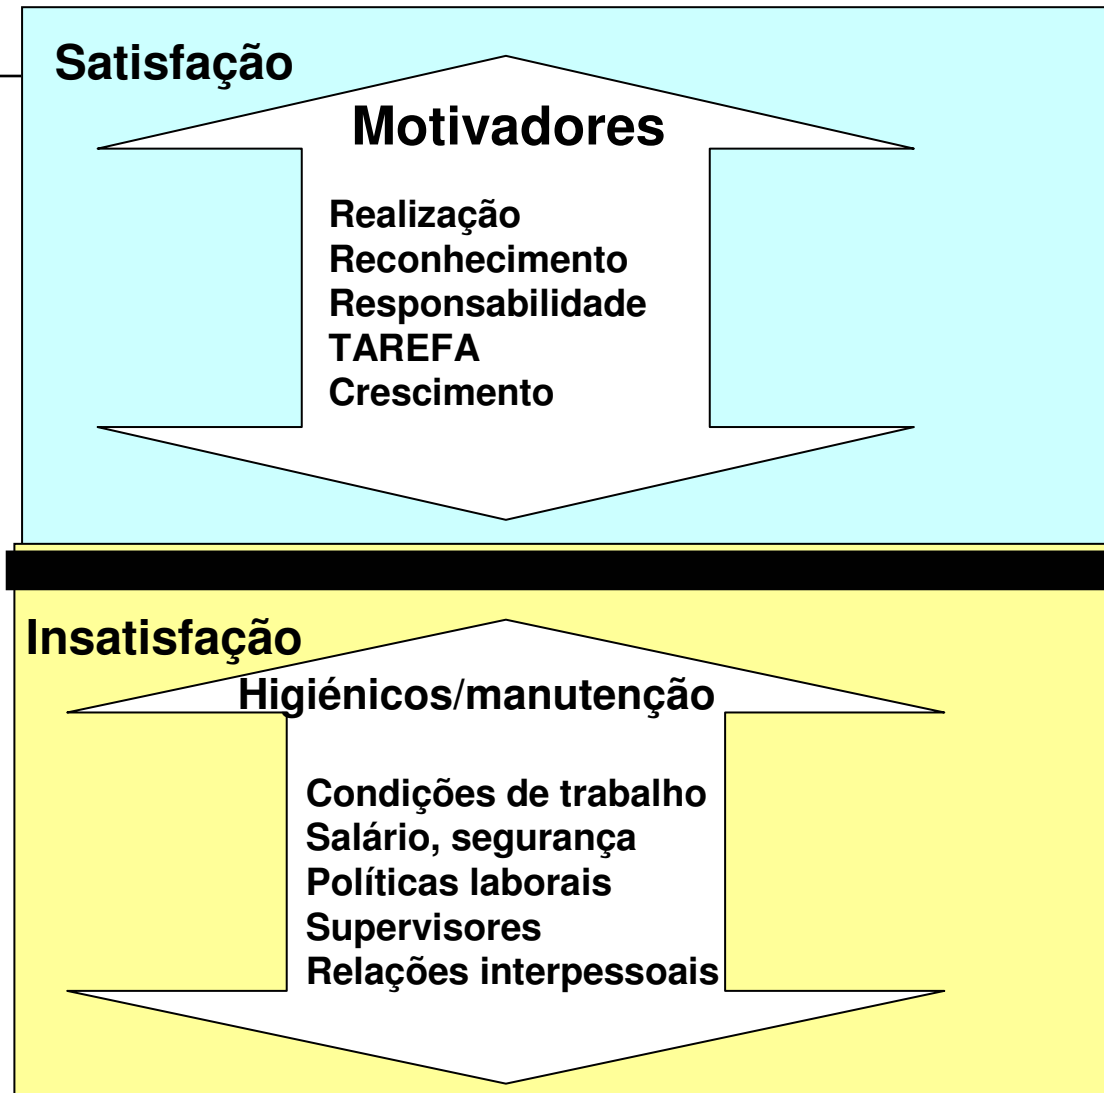 Satisfação
Motivadores
Realização
Reconhecimento
Responsabilidade
TAREFA
Crescimento
Insatisfação
Higiénicos/manutenção
Condições de trabalho
Salário, segurança
Políticas laborais
Supervisores
Relações interpessoais